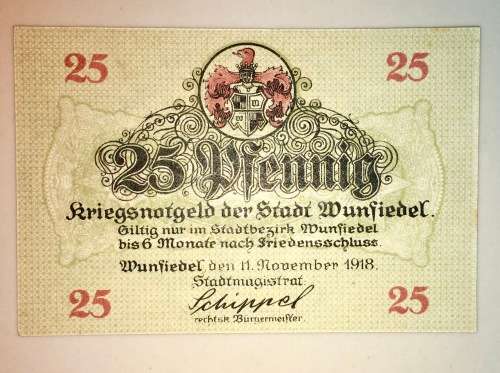 25 25
25 Pfennig
Kriegsnotgeld der Stadt Wunsiedel.
Giltig nur im Stadtbezirk Wunsiedel
bis 6 Monate nach Friedensschluss.
Wunsiedel, den 11. November 1918.
Stadtmagistrat.
Schippel
rechtsk. Bürgermeister.
25 25